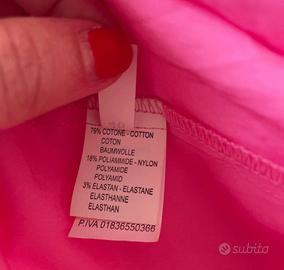 79% COTONE - COTTON
COTON
BAUMWOLLE
18% POLIAMMIDE - NYLON
POLYAMIDE
POLYAMID
3% ELASTAN - ELASTANE
ELASTHANNE
ELASTHAN
P.IVA 01836550366
subito